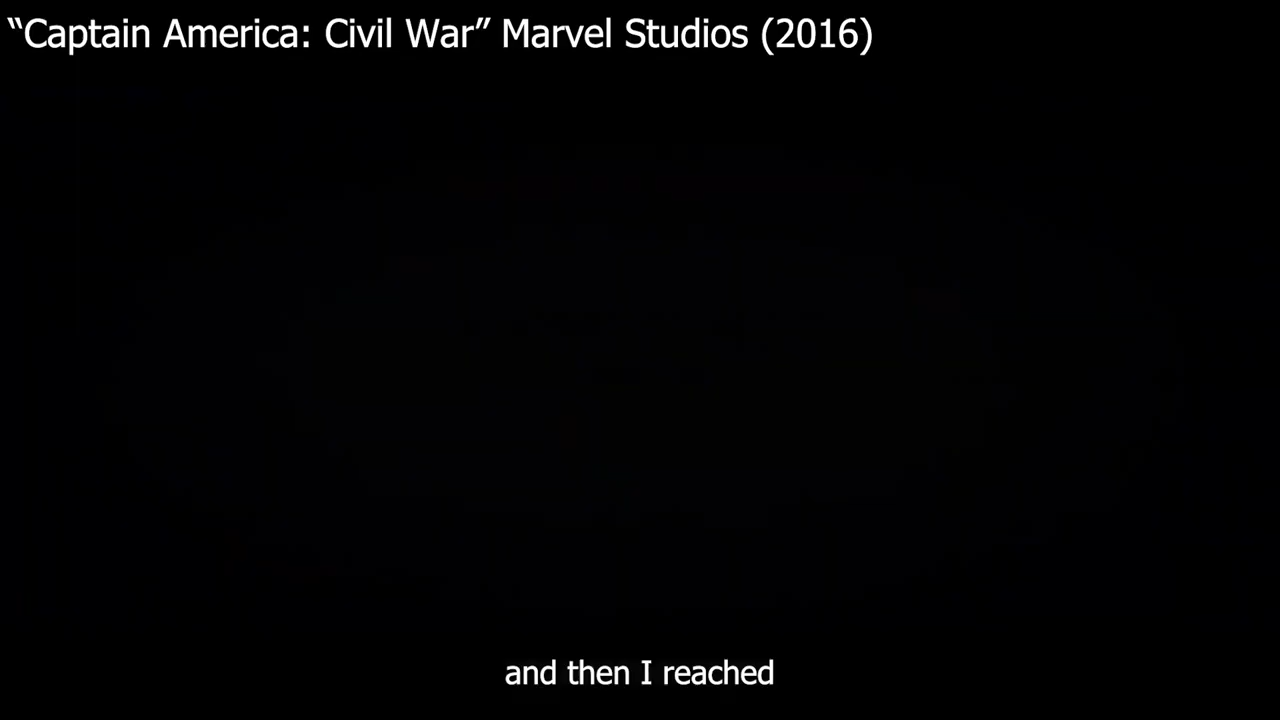 “Captain America: Civil War” Marvel Studios (2016)
and then I reached